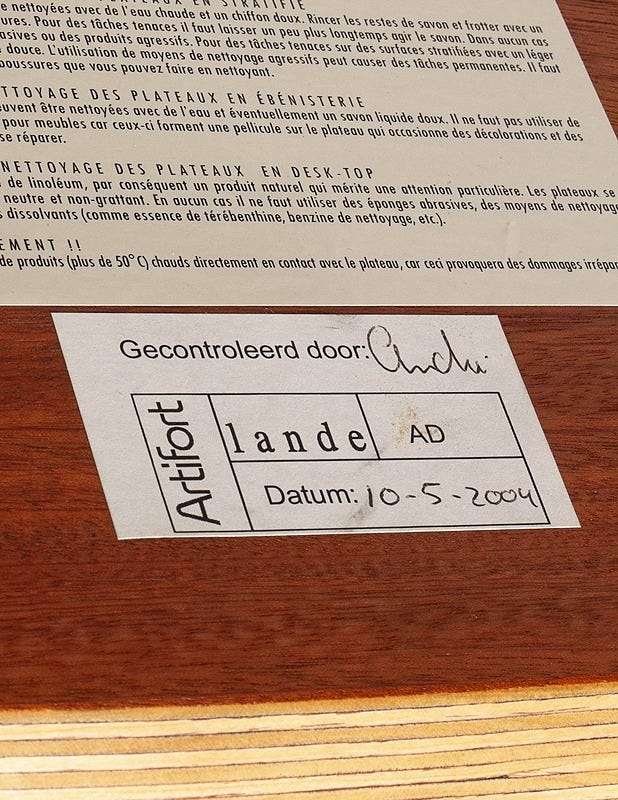 PLATEAUX EN STRATIFIÉ
e nettoyées avec de l'eau chaude et un chiffon doux. Rincer les restes de savon et frotter avec un
ures. Pour des tâches tenaces il faut laisser un peu plus longtemps agir le savon. Dans aucun cas
asives ou des produits agressifs. Pour des tâches tenaces sur des surfaces stratifiées avec un léger
douce. L'utilisation de moyens de nettoyage agressifs peut causer des tâches permanentes. Il faut
boussures que vous pouvez faire en nettoyant.
TTOYAGE DES PLATEAUX EN ÉBÉNISTERIE
uvent être nettoyées avec de l'eau et éventuellement un savon liquide doux. Il ne faut pas utiliser de
pour meubles car ceux-ci forment une pellicule sur le plateau qui occasionne des décolorations et des
se réparer.
NETTOYAGE DES PLATEAUX EN DESK-TOP
de linoléum, par conséquent un produit naturel qui mérite une attention particulière. Les plateaux se
neutre et non-grattant. En aucun cas il ne faut utiliser des éponges abrasives, des moyens de nettoyage
s dissolvants (comme essence de térébenthine, benzine de nettoyage, etc.).
EMENT !!
de produits (plus de 50°C) chauds directement en contact avec le plateau, car ceci provoquera des dommages irrépar
Gecontroleerd door:
Artifort
lande AD
Datum: 10-5-2004